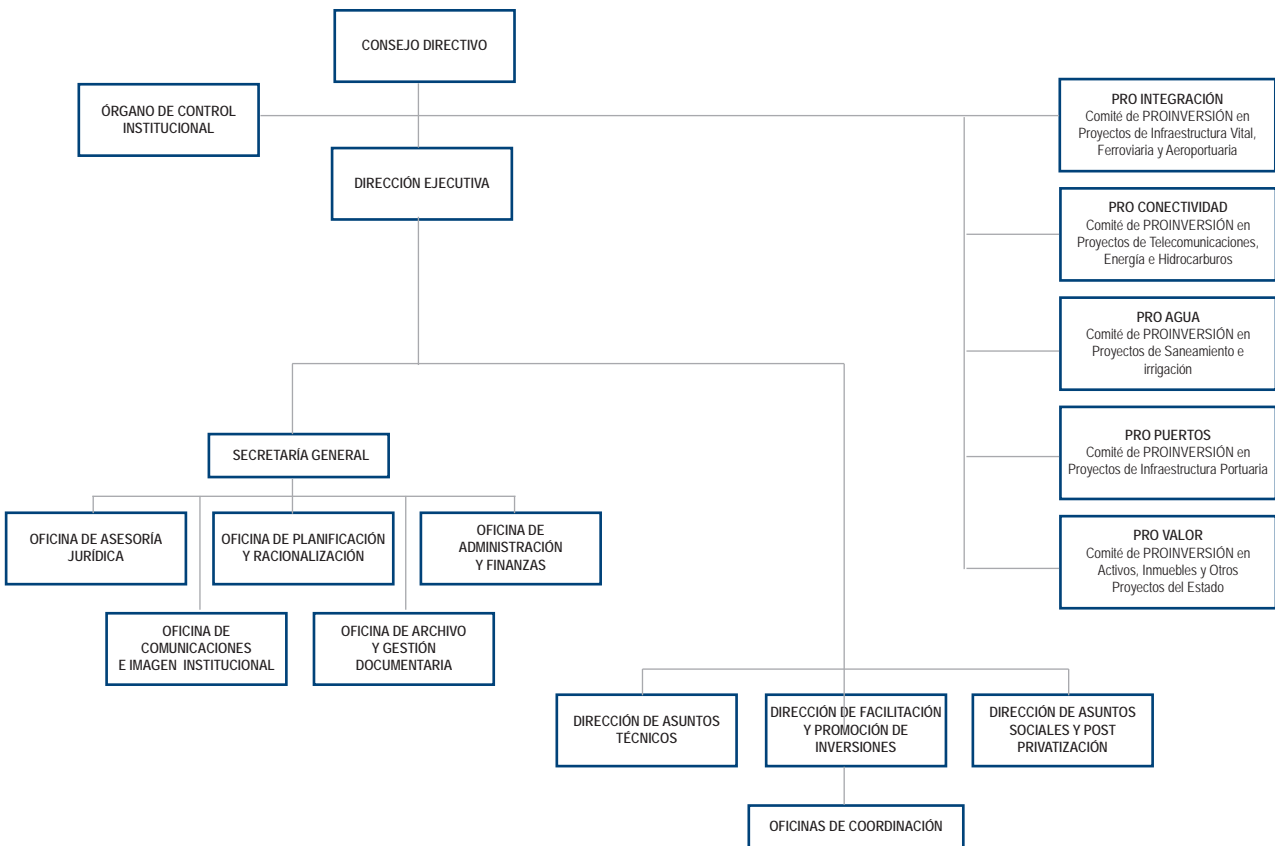 CONSEJO DIRECTIVO
ÓRGANO DE CONTROL
INSTITUCIONAL
DIRECCIÓN EJECUTIVA
PRO INTEGRACIÓN
Comité de PROINVERSIÓN en
Proyectos de Infraestructura Vital,
Ferroviaria y Aeroportuaria
PRO CONECTIVIDAD
Comité de PROINVERSIÓN en
Proyectos de Telecomunicaciones,
Energía e Hidrocarburos
PRO AGUA
Comité de PROINVERSIÓN en
Proyectos de Saneamiento e
irrigación
PRO PUERTOS
Comité de PROINVERSIÓN en
Proyectos de Infraestructura Portuaria
PRO VALOR
Comité de PROINVERSIÓN en
Activos, Inmuebles y Otros
Proyectos del Estado
SECRETARÍA GENERAL
OFICINA DE ASESORÍA
JURÍDICA
OFICINA DE PLANIFICACIÓN
Y RACIONALIZACIÓN
OFICINA DE
ADMINISTRACIÓN
Y FINANZAS
OFICINA DE
COMUNICACIONES
E IMAGEN INSTITUCIONAL
OFICINA DE ARCHIVO
Y GESTIÓN
DOCUMENTARIA
DIRECCIÓN DE ASUNTOS
TÉCNICOS
DIRECCIÓN DE FACILITACIÓN
Y PROMOCIÓN DE
INVERSIONES
DIRECCIÓN DE ASUNTOS
SOCIALES Y POST
PRIVATIZACIÓN
OFICINAS DE COORDINACIÓN